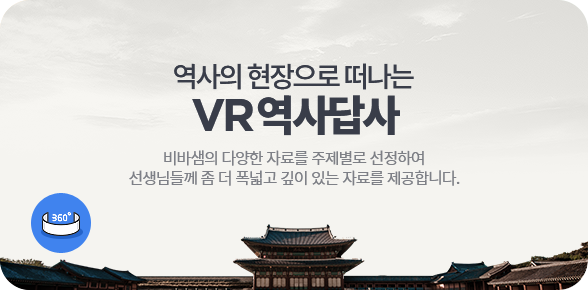 역사의 현장으로 떠나는
VR 역사답사
비바샘의 다양한 자료를 주제별로 선정하여
선생님들께 좀 더 폭넓고 깊이 있는 자료를 제공합니다.
360°